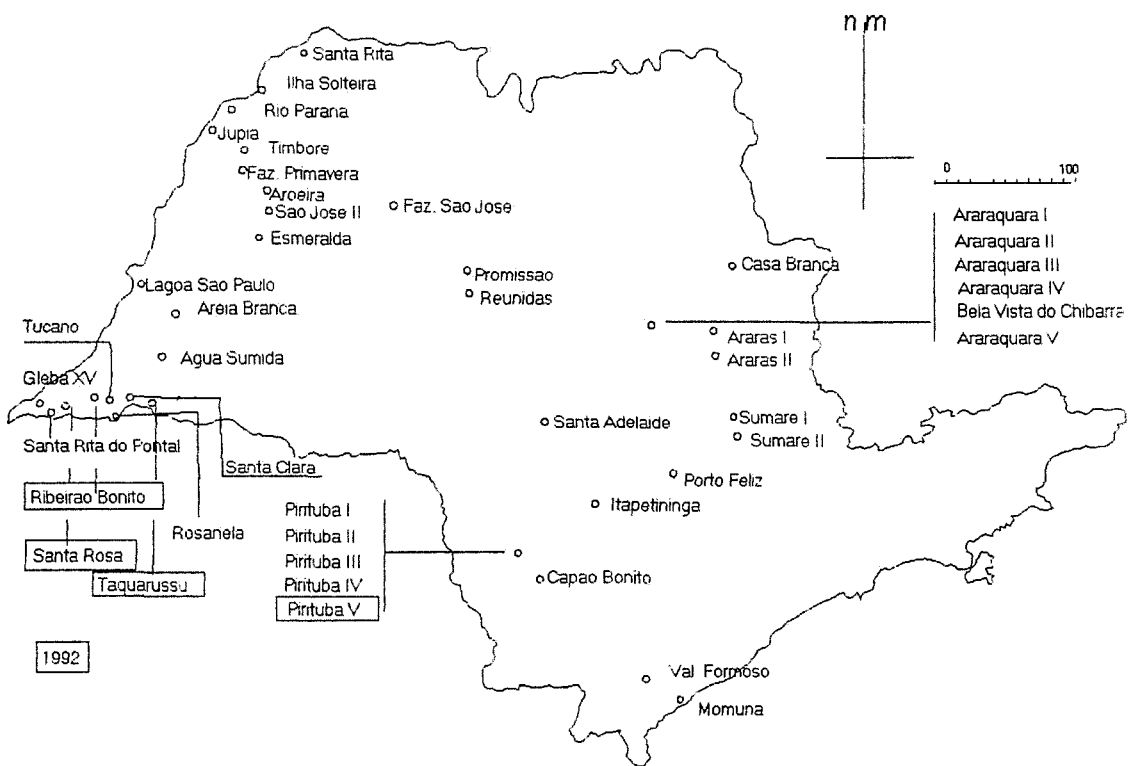 n m
Santa Rita
Ilha Solteira
Rio Parana
Jupia
Timbore
Faz. Primavera
Aroeira
Sao Jose II
Faz. Sao Jose
Esmeralda
0 100
Araraquara I
Araraquara II
Araraquara III
Araraquara IV
Bela Vista do Chibarra
Araraquara V
Casa Branca
Promissao
Reunidas
Lagoa Sao Paulo
Areia Branca
Tucano
Araras I
Araras II
Agua Sumida
Gleba XV
Santa Adelaide
Sumare I
Sumare II
Santa Rita do Pontal
Santa Clara
Porto Feliz
Ribeirao Bonito
Itapetininga
Rosanela
Pirituba I
Pirituba II
Pirituba III
Pirituba IV
Pirituba V
Santa Rosa
Taquarussu
Capao Bonito
1992
Val Formoso
Momuna